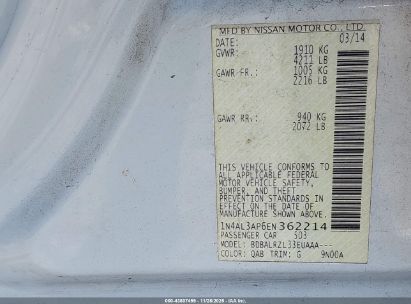 MFD BY NISSAN MOTOR CO., LTD.
DATE: 03/14
GVWR: 1910 KG
4211 LB
GAWR FR.: 1005 KG
2216 LB
GAWR RR.: 940 KG
2072 LB
THIS VEHICLE CONFORMS TO
ALL APPLICABLE FEDERAL
MOTOR VEHICLE SAFETY,
BUMPER, AND THEFT
PREVENTION STANDARDS IN
EFFECT ON THE DATE OF
MANUFACTURE SHOWN ABOVE.
1N4AL3AP6EN362214
PASSENGER CAR 503
MODEL: BDBALRZL33EUAAA--
COLOR: QAB TRIM: G 9N00A